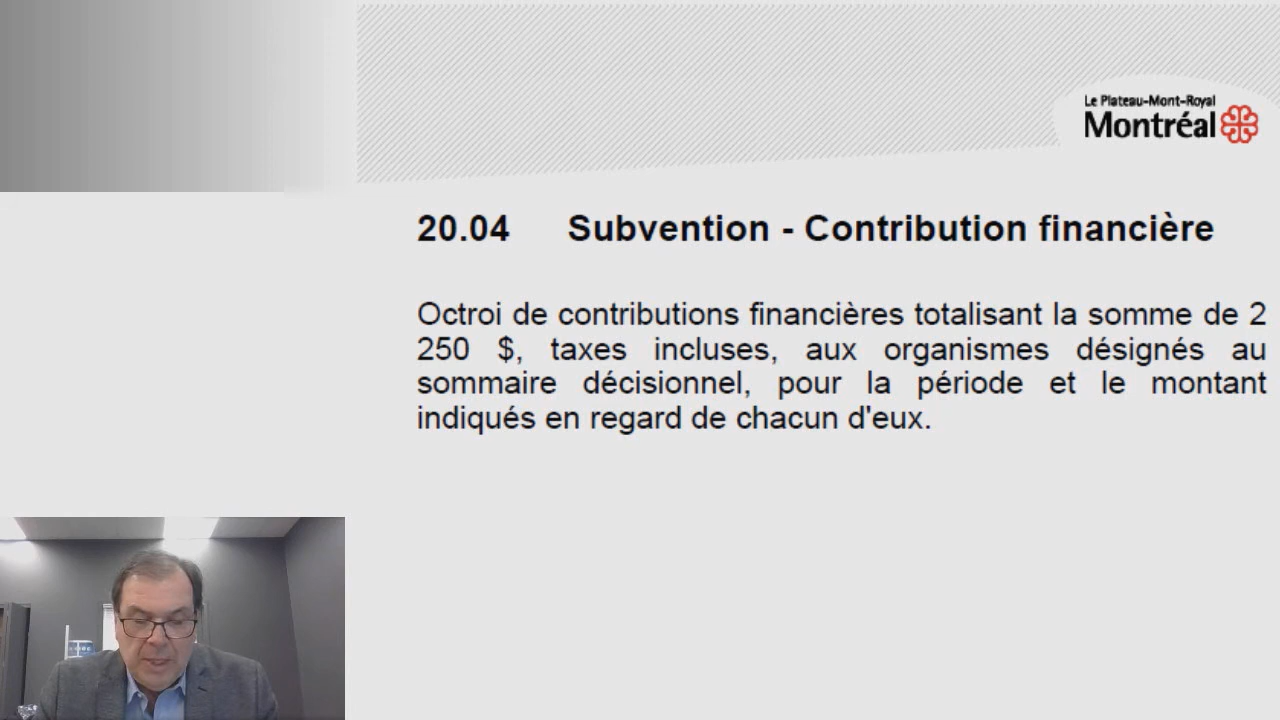 Le Plateau-Mont-Royal
Montréal
20.04 Subvention - Contribution financière
Octroi de contributions financières totalisant la somme de 2
250 $, taxes incluses, aux organismes désignés au
sommaire décisionnel, pour la période et le montant
indiqués en regard de chacun d'eux.